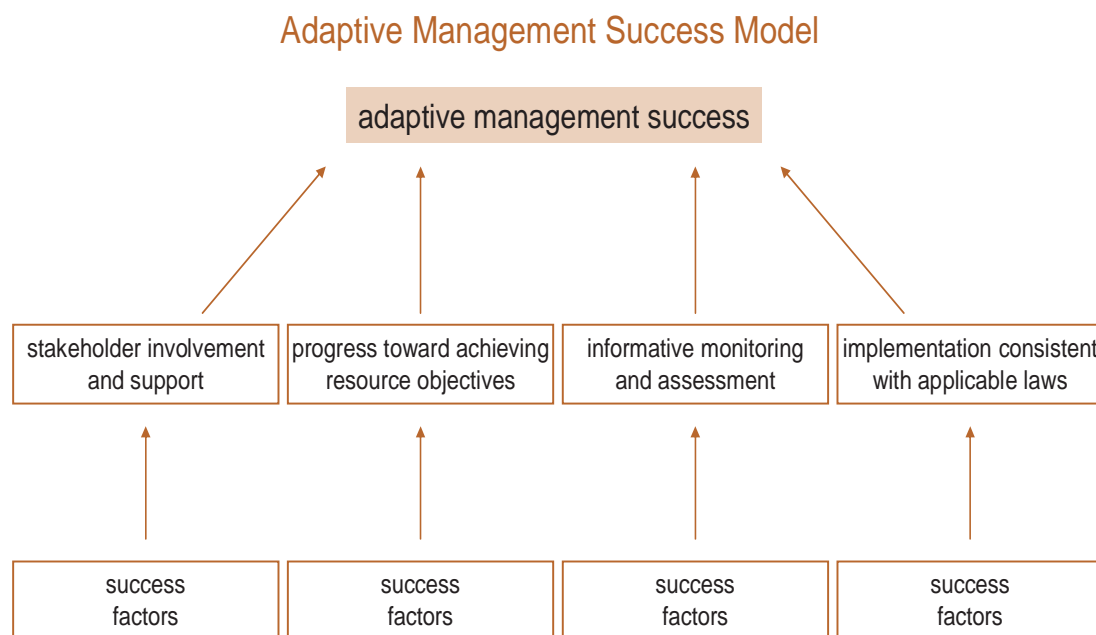 Adaptive Management Success Model
adaptive management success
stakeholder involvement
and support
progress toward achieving
resource objectives
informative monitoring
and assessment
implementation consistent
with applicable laws
success
factors
success
factors
success
factors
success
factors